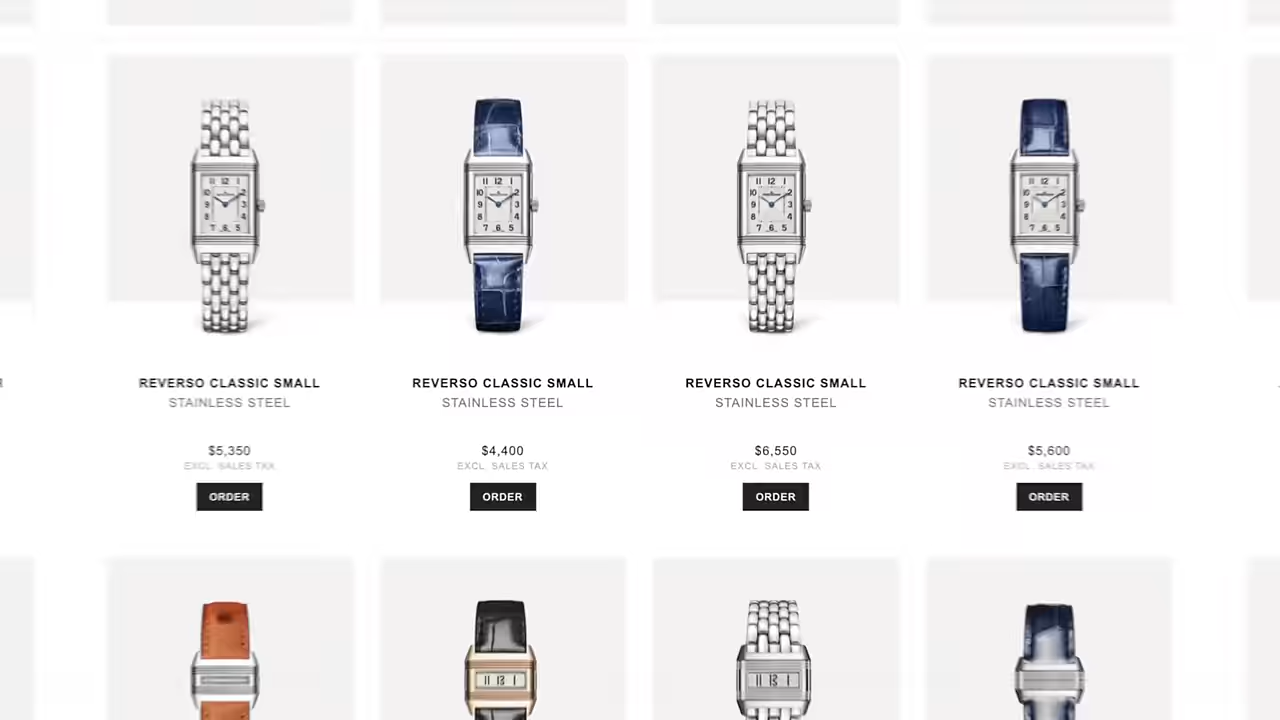 REVERSO CLASSIC SMALL
STAINLESS STEEL
$5,350
EXCL. SALES TAX
ORDER
REVERSO CLASSIC SMALL
STAINLESS STEEL
$4,400
EXCL. SALES TAX
ORDER
REVERSO CLASSIC SMALL
STAINLESS STEEL
$6,550
EXCL. SALES TAX
ORDER
REVERSO CLASSIC SMALL
STAINLESS STEEL
$5,600
EXCL. SALES TAX
ORDER